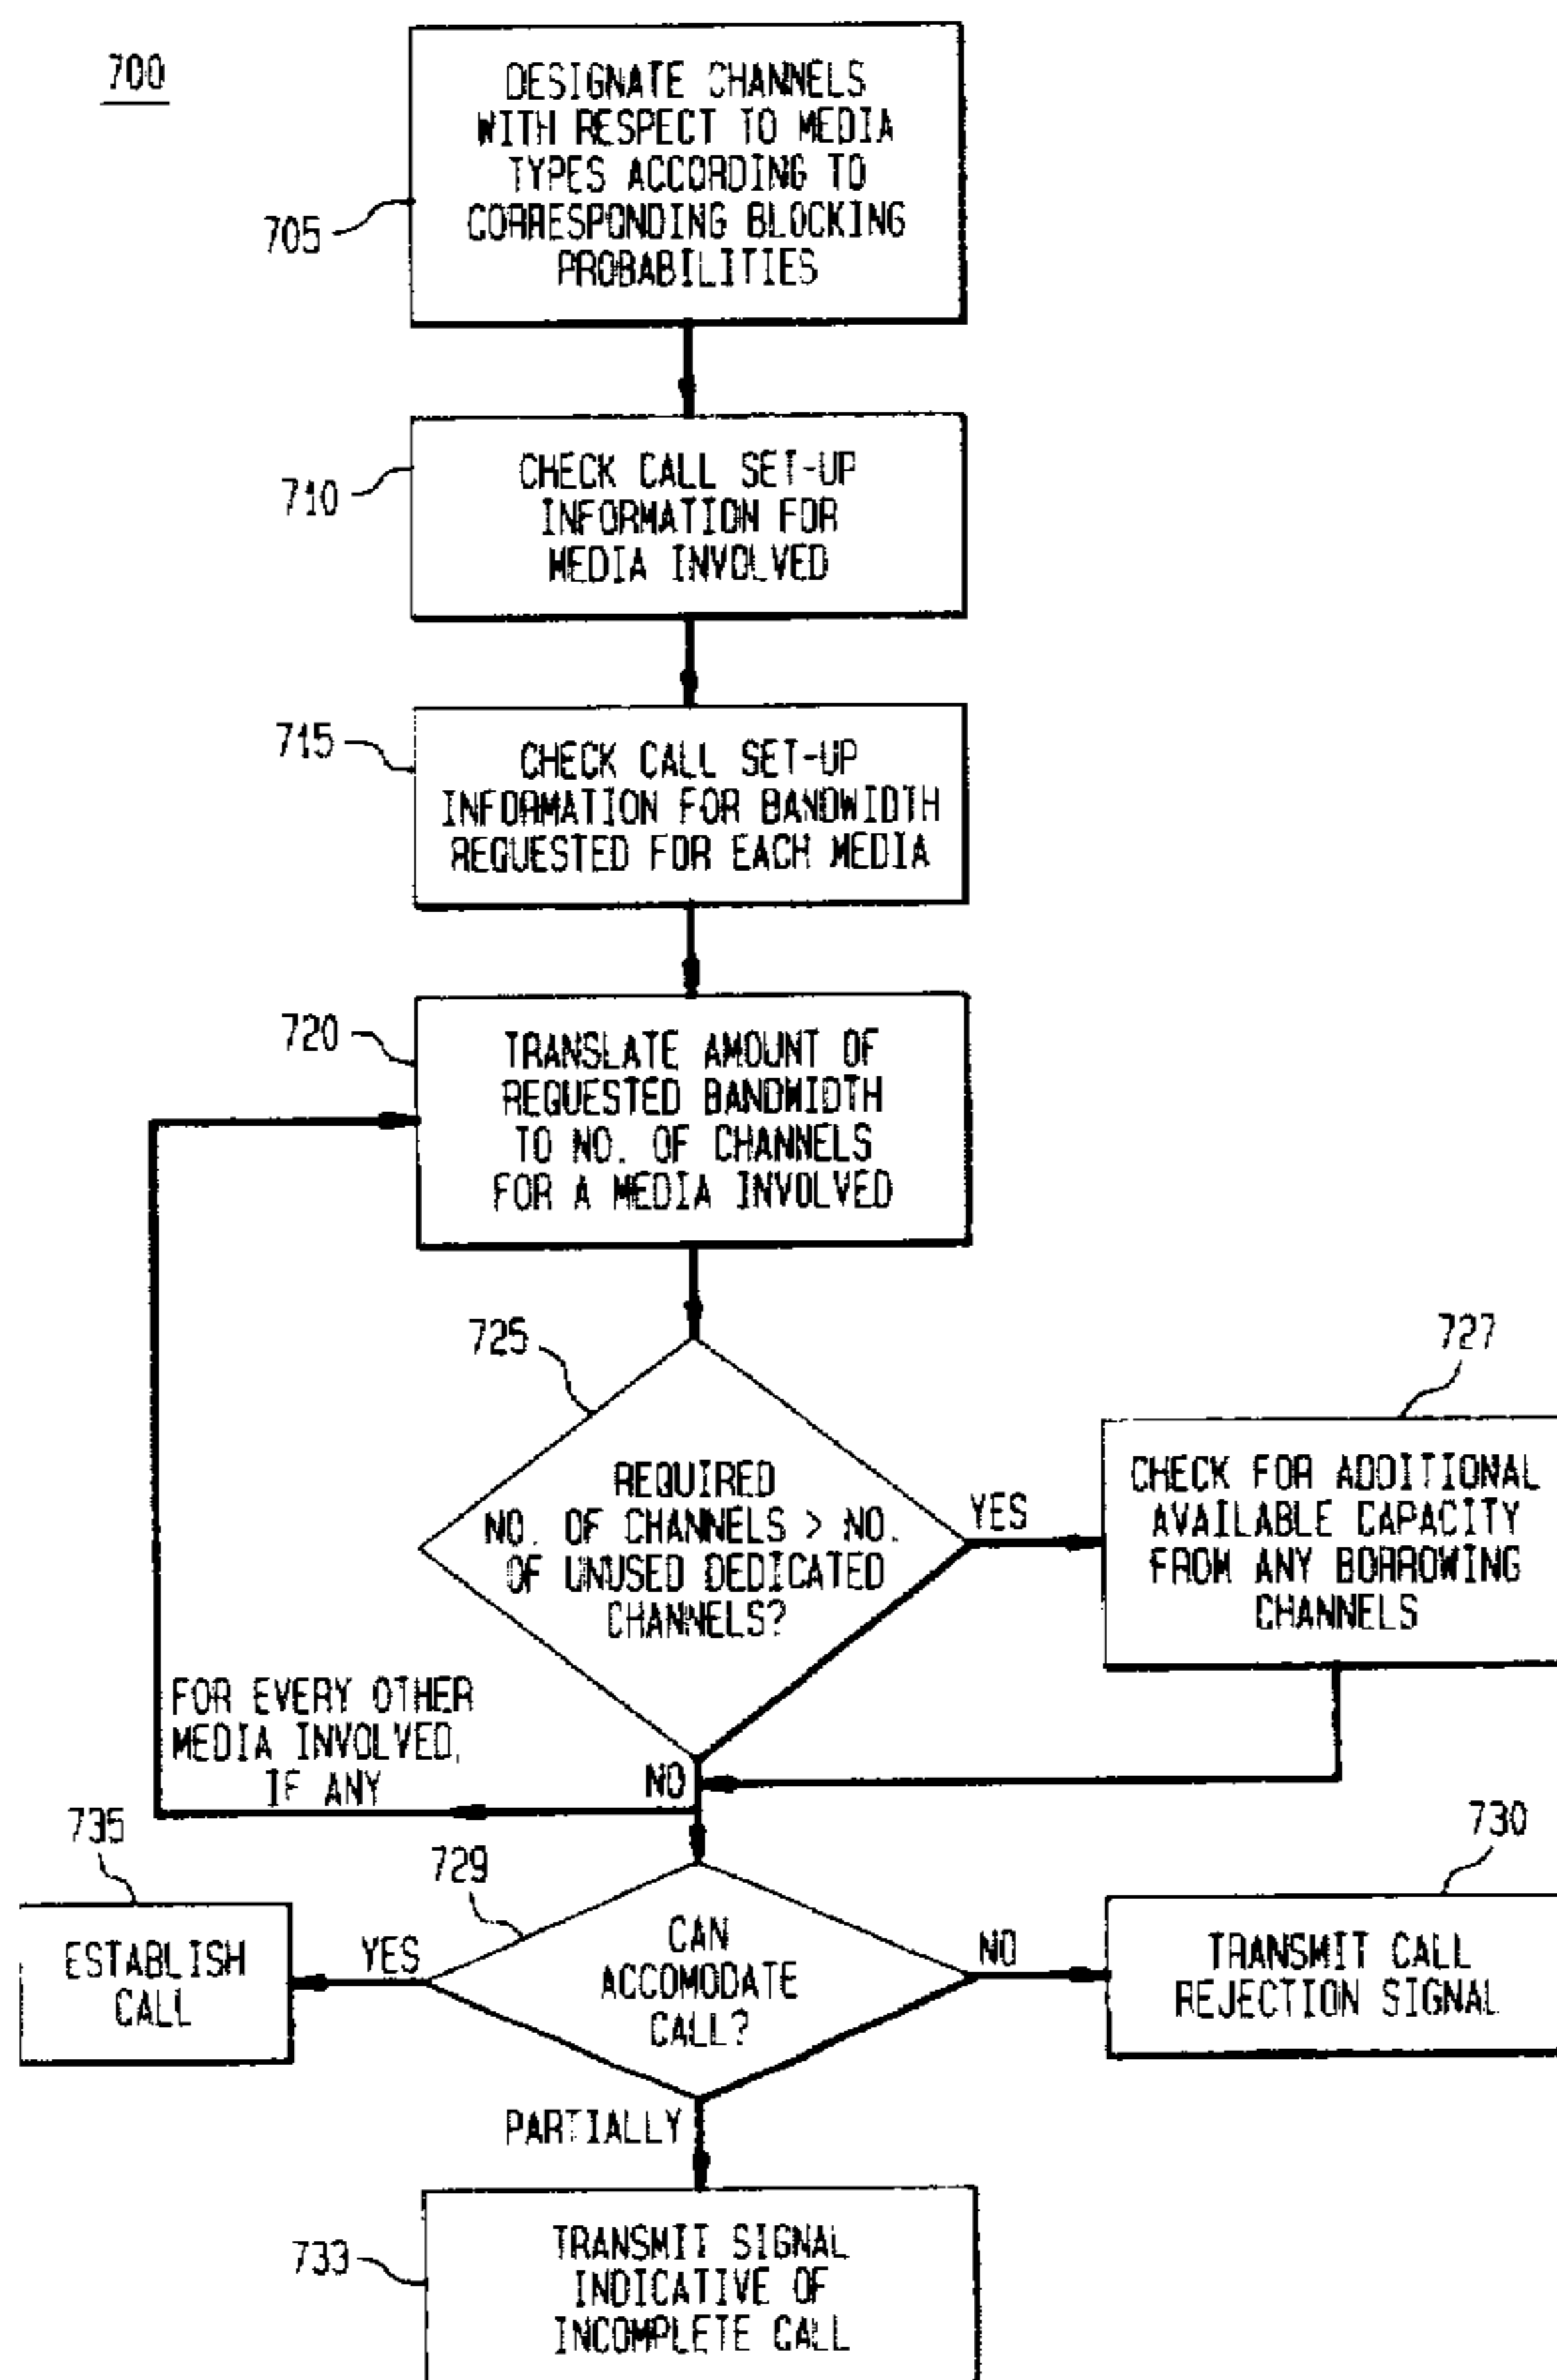 700
DESIGNATE CHANNELS
WITH RESPECT TO MEDIA
TYPES ACCORDING TO
CORRESPONDING BLOCKING
PROBABILITIES
705
CHECK CALL SET-UP
INFORMATION FOR
MEDIA INVOLVED
710
CHECK CALL SET-UP
INFORMATION FOR BANDWIDTH
REQUESTED FOR EACH MEDIA
715
TRANSLATE AMOUNT OF
REQUESTED BANDWIDTH
TO NO. OF CHANNELS
FOR A MEDIA INVOLVED
720
725
REQUIRED
NO. OF CHANNELS > NO.
OF UNUSED DEDICATED
CHANNELS?
YES
727
CHECK FOR ADDITIONAL
AVAILABLE CAPACITY
FROM ANY BORROWING
CHANNELS
FOR EVERY OTHER
MEDIA INVOLVED,
IF ANY
NO
735
ESTABLISH
CALL
YES
729
CAN
ACCOMODATE
CALL?
NO
730
TRANSMIT CALL
REJECTION SIGNAL
PARTIALLY
733
TRANSMIT SIGNAL
INDICATIVE OF
INCOMPLETE CALL